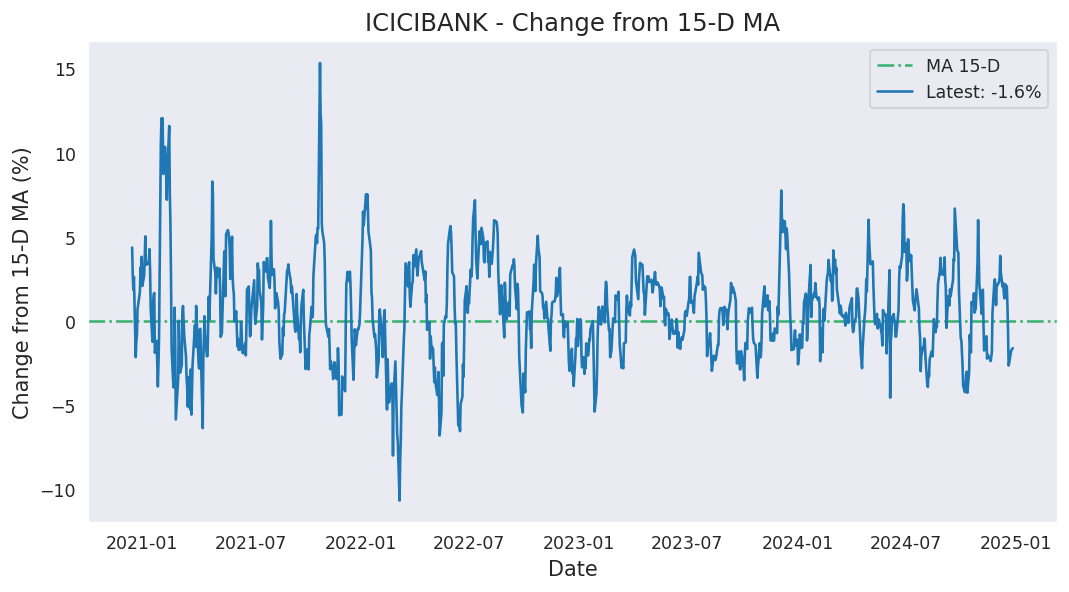 ICICIBANK - Change from 15-D MA
MA 15-D
Latest: -1.6%
Change from 15-D MA (%)
15
10
5
0
−5
−10
2021-01 2021-07 2022-01 2022-07 2023-01 2023-07 2024-01 2024-07 2025-01
Date